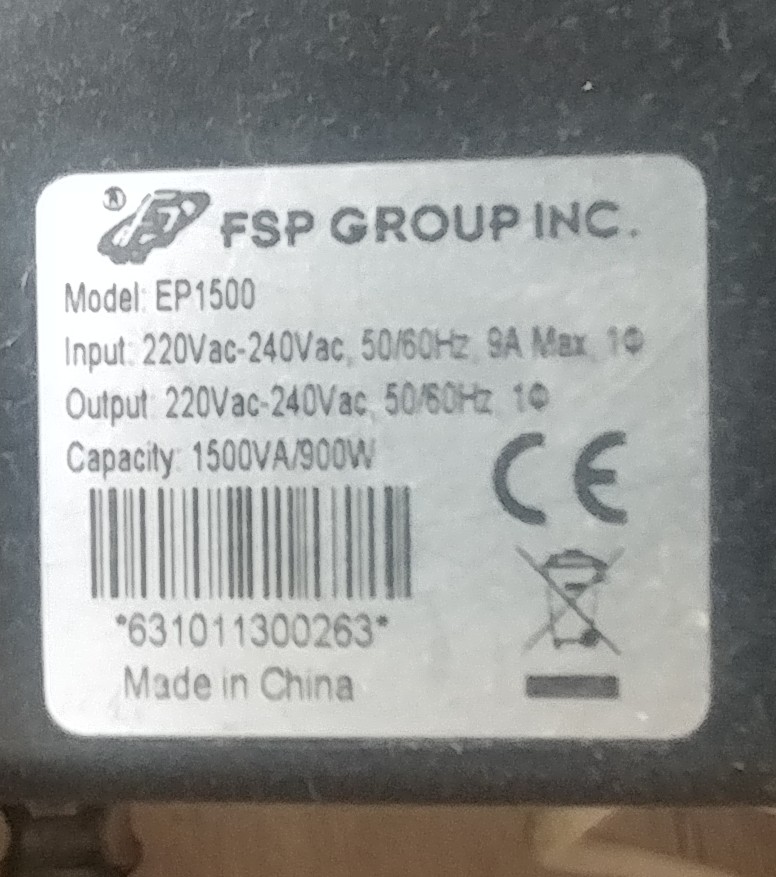 ® FSP GROUP INC.
Model: EP1500
Input: 220Vac-240Vac, 50/60Hz, 9A Max, 1Φ
Output: 220Vac-240Vac, 50/60Hz, 1Φ
Capacity: 1500VA/900W
CE
*631011300263*
Made in China